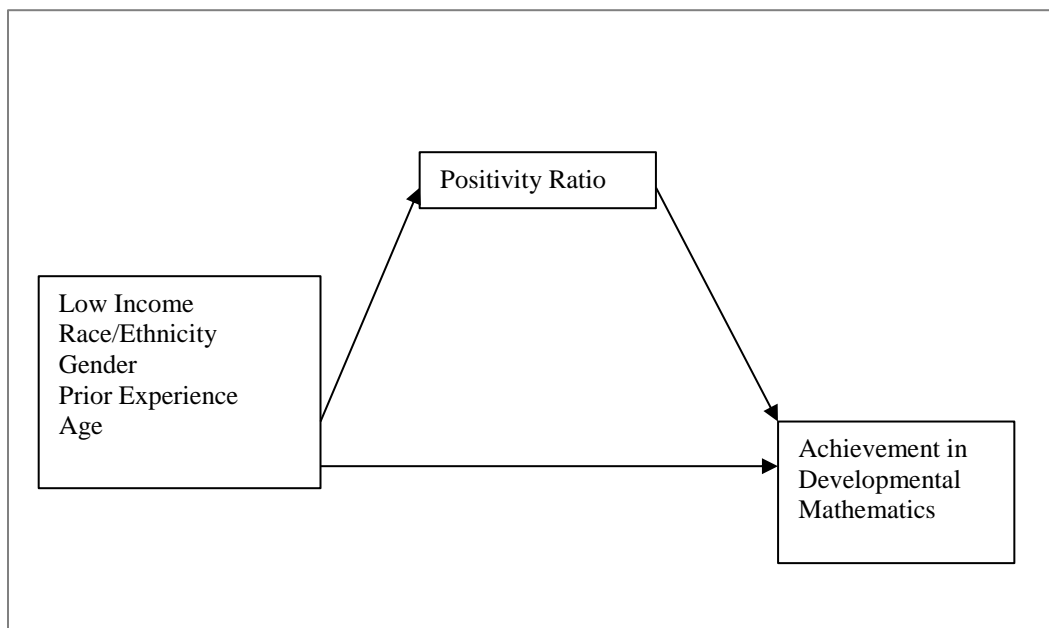 Positivity Ratio
Low Income
Race/Ethnicity
Gender
Prior Experience
Age
Achievement in
Developmental
Mathematics